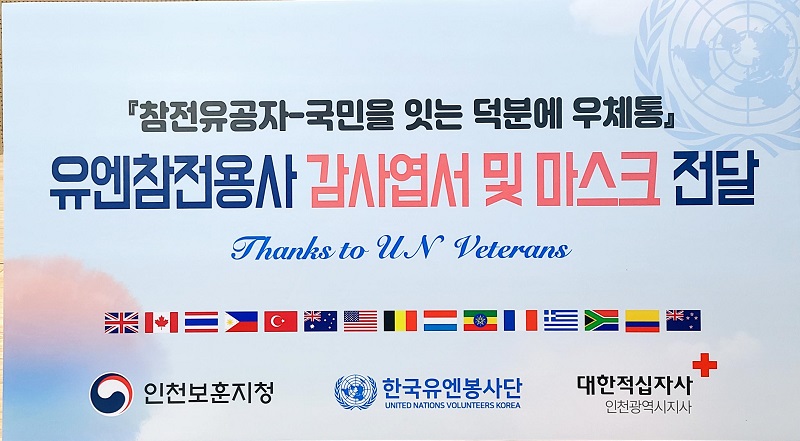 『참전유공자-국민을 잇는 덕분에 우체통』
유엔참전용사 감사엽서 및 마스크 전달
Thanks to UN Veterans
인천보훈지청
한국유엔봉사단
UNITED NATIONS VOLUNTEERS KOREA
대한적십자사
인천광역시지사